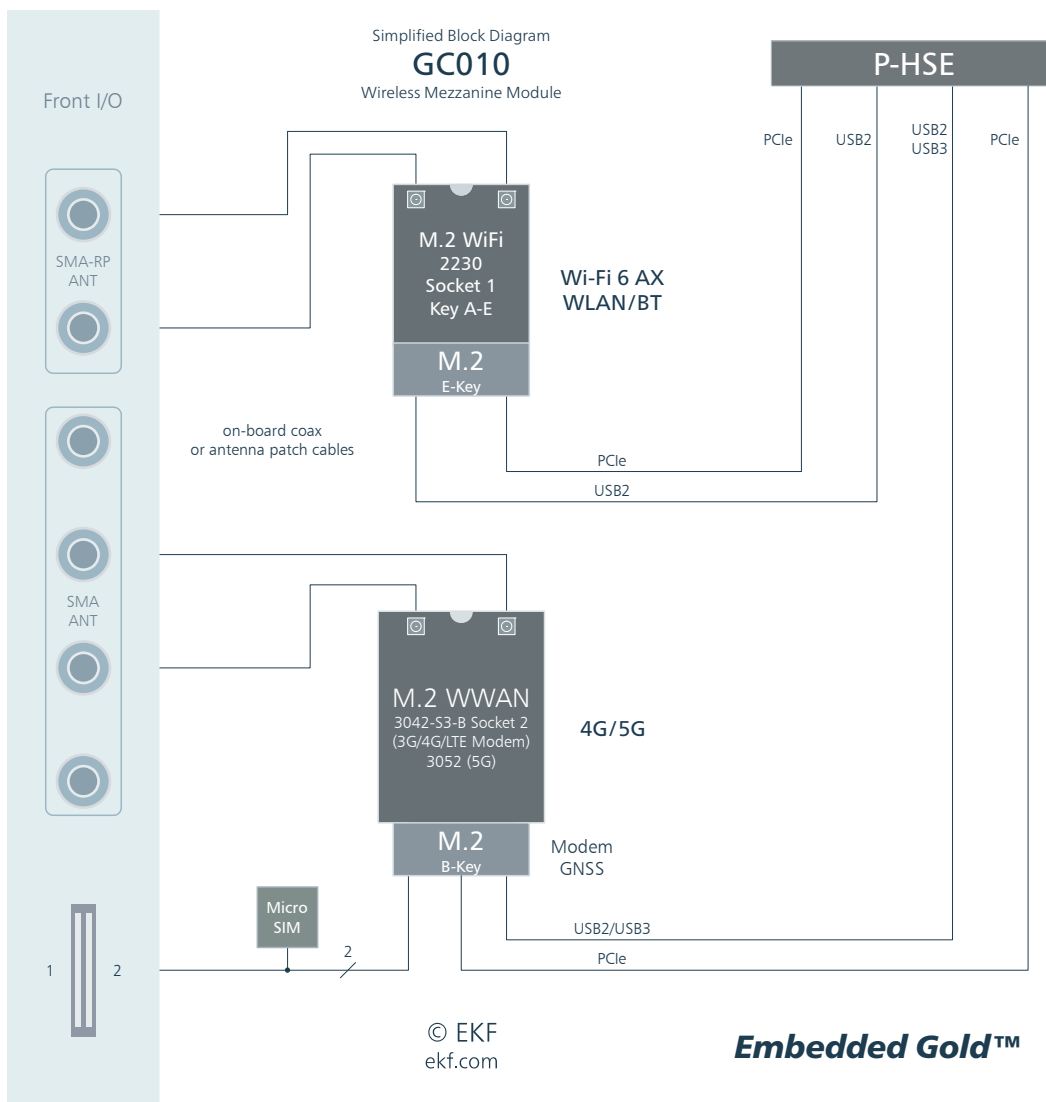 Simplified Block Diagram
GC010
Wireless Mezzanine Module
P-HSE
Front I/O
PCIe
USB2
USB2
USB3
PCIe
SMA-RP
ANT
M.2 WiFi
2230
Socket 1
Key A-E
M.2
E-Key
Wi-Fi 6 AX
WLAN/BT
on-board coax
or antenna patch cables
PCIe
USB2
SMA
ANT
M.2 WWAN
3042-S3-B Socket 2
(3G/4G/LTE Modem)
3052 (5G)
4G/5G
M.2
B-Key
Modem
GNSS
Micro
SIM
USB2/USB3
PCIe
2
1
2
© EKF
ekf.com
Embedded Gold™